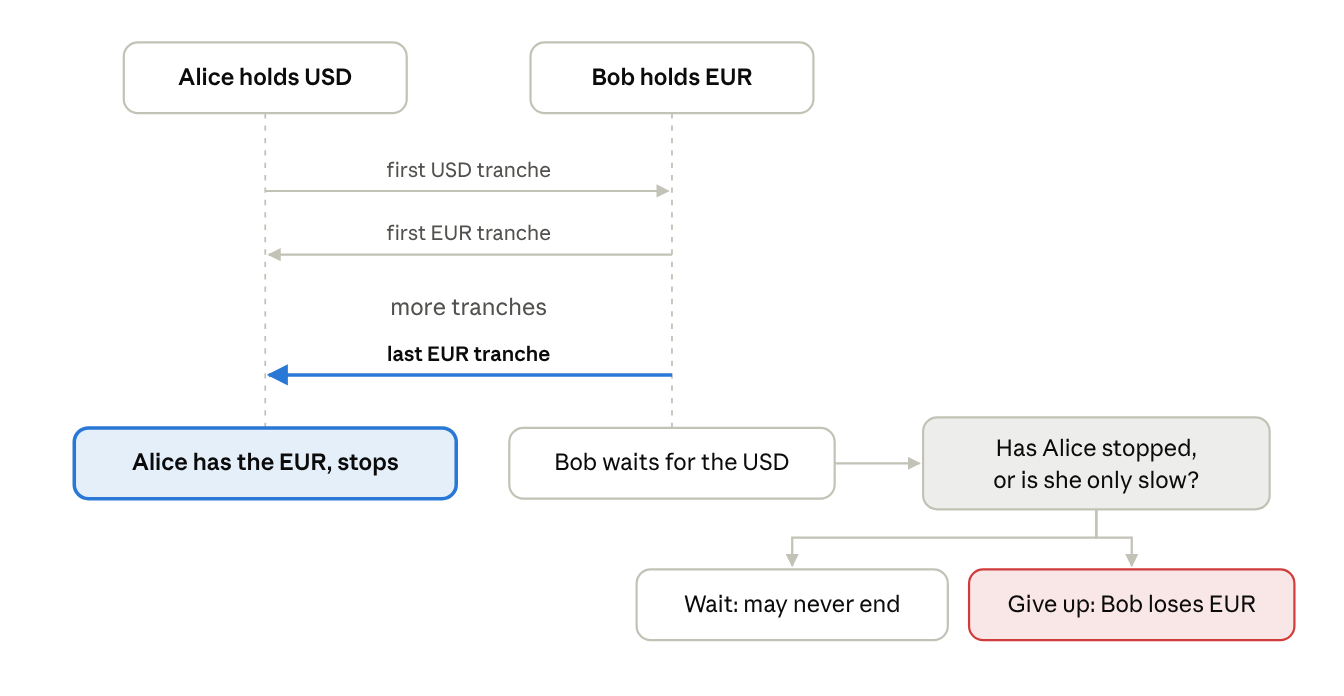 Alice holds USD
Bob holds EUR
first USD tranche
first EUR tranche
more tranches
last EUR tranche
Alice has the EUR, stops
Bob waits for the USD
Has Alice stopped,
or is she only slow?
Wait: may never end
Give up: Bob loses EUR